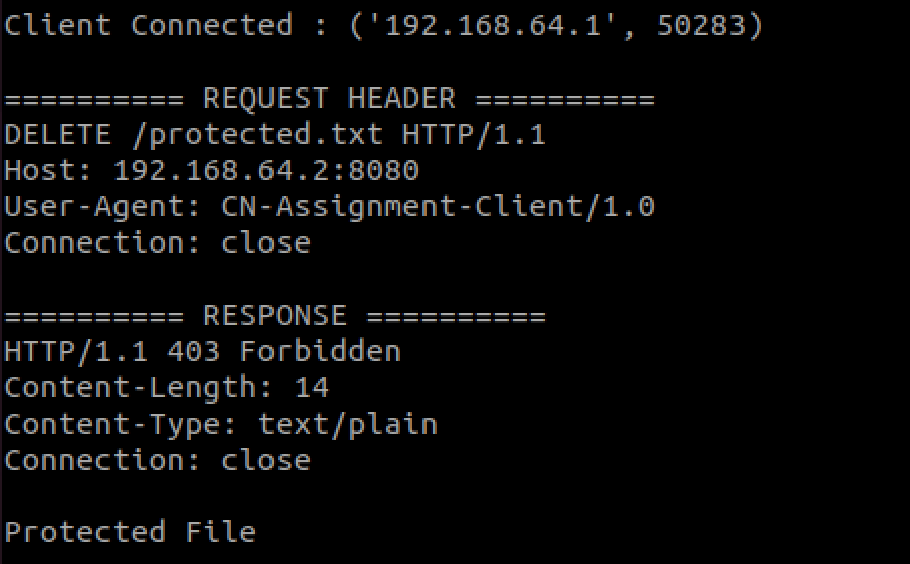 Client Connected : ('192.168.64.1', 50283)
========== REQUEST HEADER ==========
DELETE /protected.txt HTTP/1.1
Host: 192.168.64.2:8080
User-Agent: CN-Assignment-Client/1.0
Connection: close
========== RESPONSE ==========
HTTP/1.1 403 Forbidden
Content-Length: 14
Content-Type: text/plain
Connection: close
Protected File